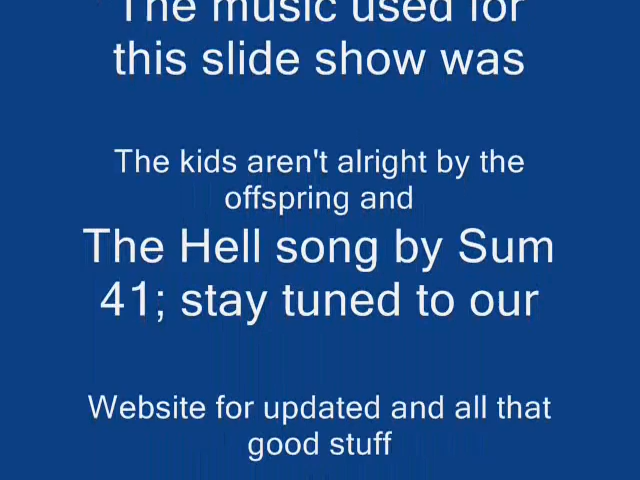 The music used for
this slide show was
The kids aren't alright by the
offspring and
The Hell song by Sum
41; stay tuned to our
Website for updated and all that
good stuff